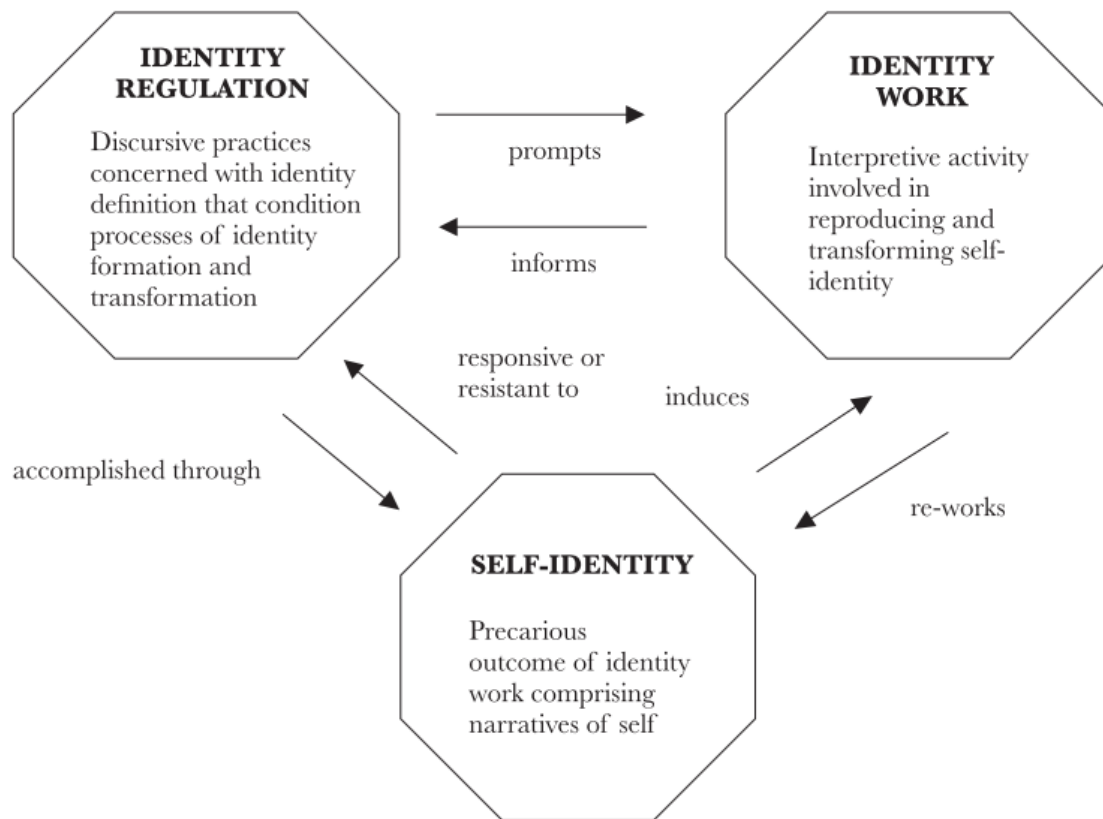 IDENTITY
REGULATION
Discursive practices
concerned with identity
definition that condition
processes of identity
formation and
transformation
prompts
informs
IDENTITY
WORK
Interpretive activity
involved in
reproducing and
transforming self-
identity
responsive or
resistant to
induces
accomplished through
re-works
SELF-IDENTITY
Precarious
outcome of identity
work comprising
narratives of self